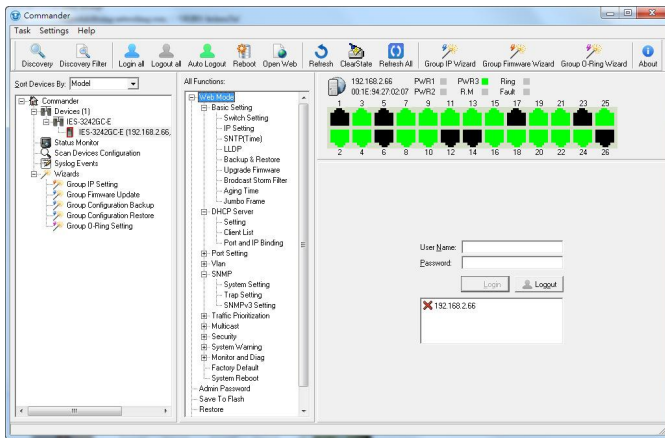 Commander
Task Settings Help
Discovery Discovery Filter Login all Logout all Auto Logout Reboot Open Web Refresh ClearState Refresh All Group IP Wizard Group Firmware Wizard Group O-Ring Wizard About
Sort Devices By: Model
Commander
Devices (1)
IES-3242GC-E
IES-3242GC-E (192.168.2.66,
Status Monitor
Scan Devices Configuration
Syslog Events
Wizards
Group IP Setting
Group Firmware Update
Group Configuration Backup
Group Configuration Restore
Group O-Ring Setting
All Functions:
Web Mode
Basic Setting
Switch Setting
IP Setting
SNTP(Time)
LLDP
Backup & Restore
Upgrade Firmware
Brodcast Storm Filter
Aging Time
Jumbo Frame
DHCP Server
Setting
Client List
Port and IP Binding
Port Setting
Vlan
SNMP
System Setting
Trap Setting
SNMPv3 Setting
Traffic Prioritization
Multicast
Security
System Warning
Monitor and Diag
Factory Default
System Reboot
Admin Password
Save To Flash
Restore
192.168.2.66 PWR1 PWR3 Ring
00:1E:94:27:02:07 PWR2 R.M Fault
1 3 5 7 9 11 13 15 17 19 21 23 25
2 4 6 8 10 12 14 16 18 20 22 24 26
User Name:
Password:
Login Loggut
192.168.2.66